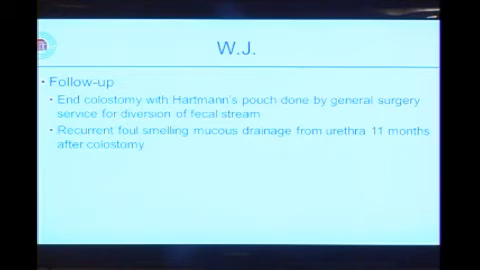 W.J.
• Follow-up
• End colostomy with Hartmann's pouch done by general surgery
service for diversion of fecal stream
• Recurrent foul smelling mucous drainage from urethra 11 months
after colostomy